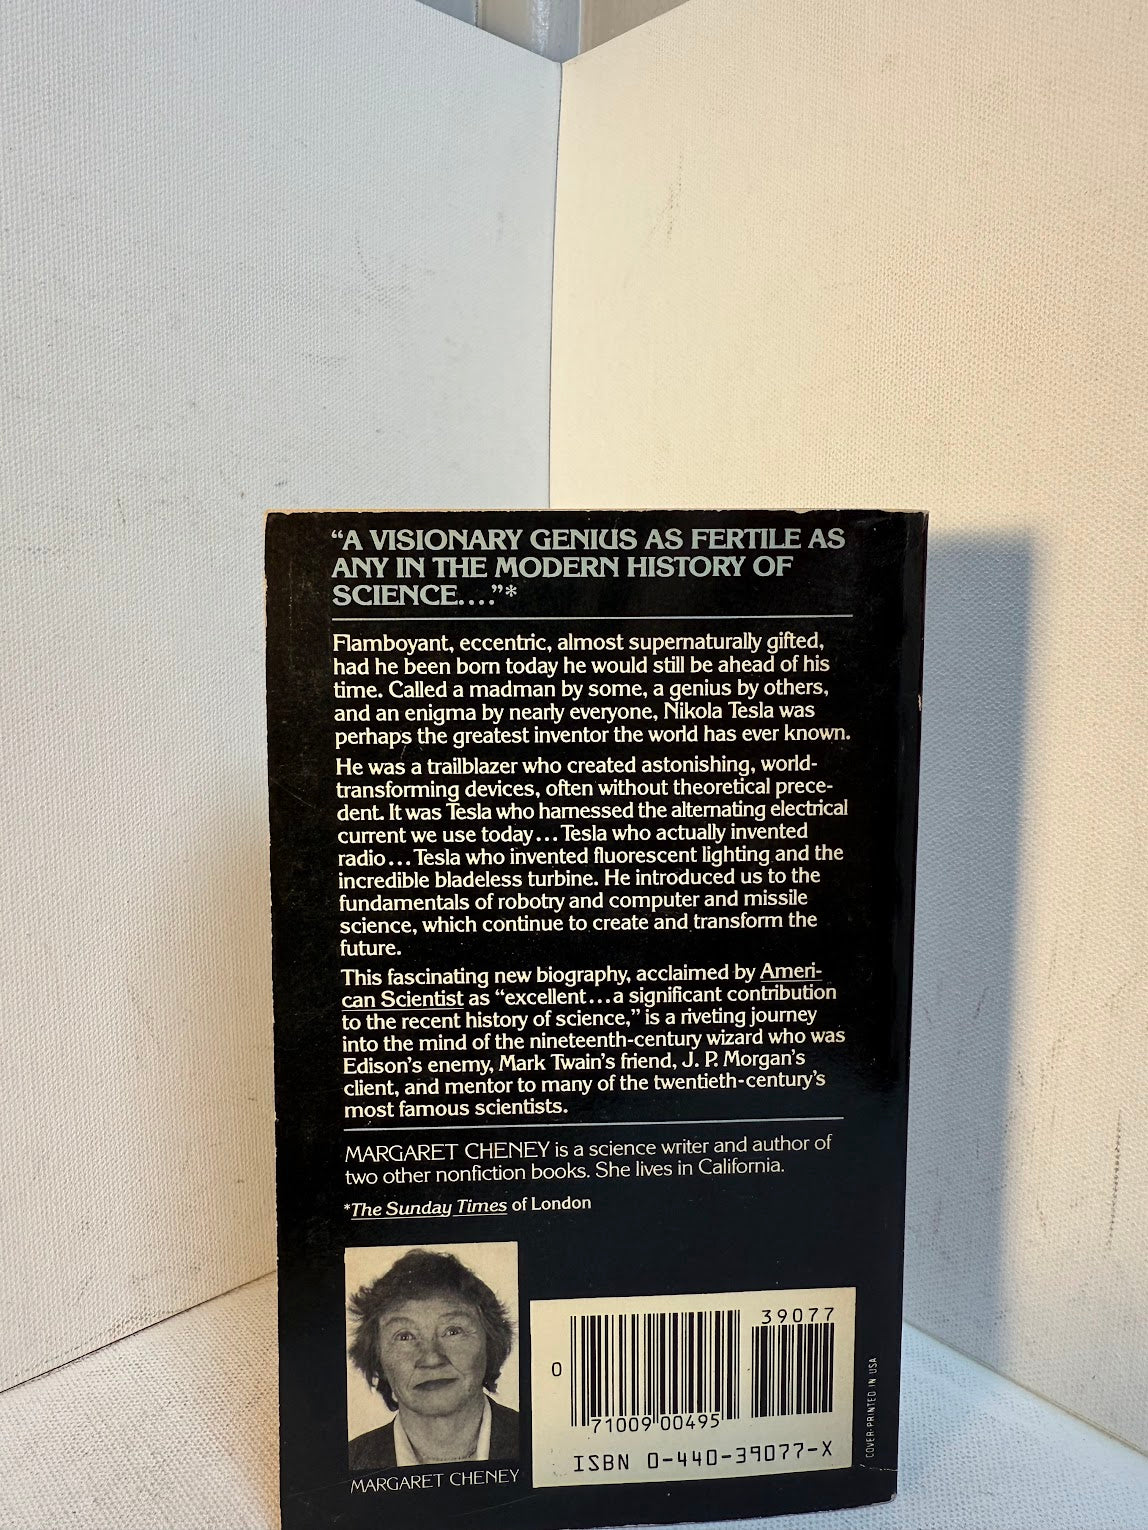 “A VISIONARY GENIUS AS FERTILE AS
ANY IN THE MODERN HISTORY OF
SCIENCE....”*
Flamboyant, eccentric, almost supernaturally gifted,
had he been born today he would still be ahead of his
time. Called a madman by some, a genius by others,
and an enigma by nearly everyone, Nikola Tesla was
perhaps the greatest inventor the world has ever known.
He was a trailblazer who created astonishing, world-
transforming devices, often without theoretical prece-
dent. It was Tesla who harnessed the alternating electrical
current we use today...Tesla who actually invented
radio...Tesla who invented fluorescent lighting and the
incredible bladeless turbine. He introduced us to the
fundamentals of robotry and computer and missile
science, which continue to create and transform the
future.
This fascinating new biography, acclaimed by Ameri-
can Scientist as “excellent...a significant contribution
to the recent history of science,” is a riveting journey
into the mind of the nineteenth-century wizard who was
Edison’s enemy, Mark Twain’s friend, J. P. Morgan’s
client, and mentor to many of the twentieth-century’s
most famous scientists.
MARGARET CHENEY is a science writer and author of
two other nonfiction books. She lives in California.
*The Sunday Times of London
MARGARET CHENEY
39077
0
71009 00495
ISBN 0-440-39077-X
COVER-PRINTED IN USA